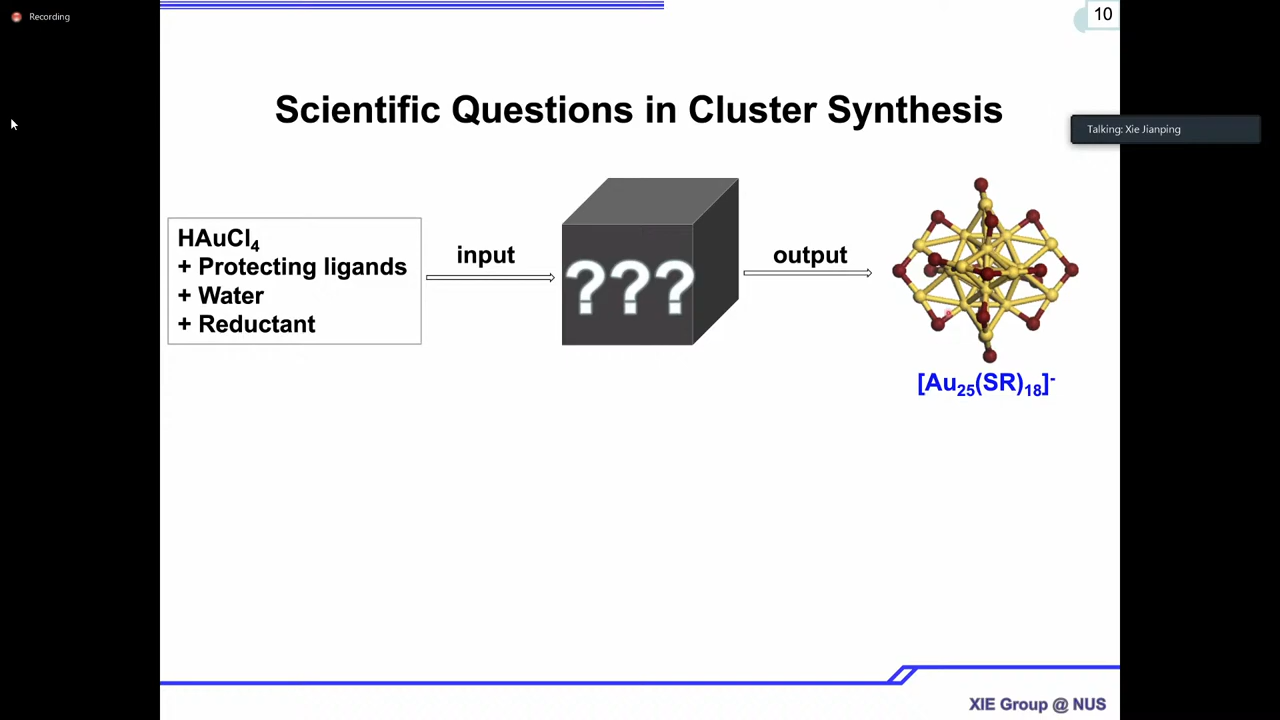 Recording
10
Scientific Questions in Cluster Synthesis
Talking: Xie Jianping
HAuCl₄
+ Protecting ligands
+ Water
+ Reductant
input
???
output
[Au₂₅(SR)₁₈]⁻
XIE Group @ NUS